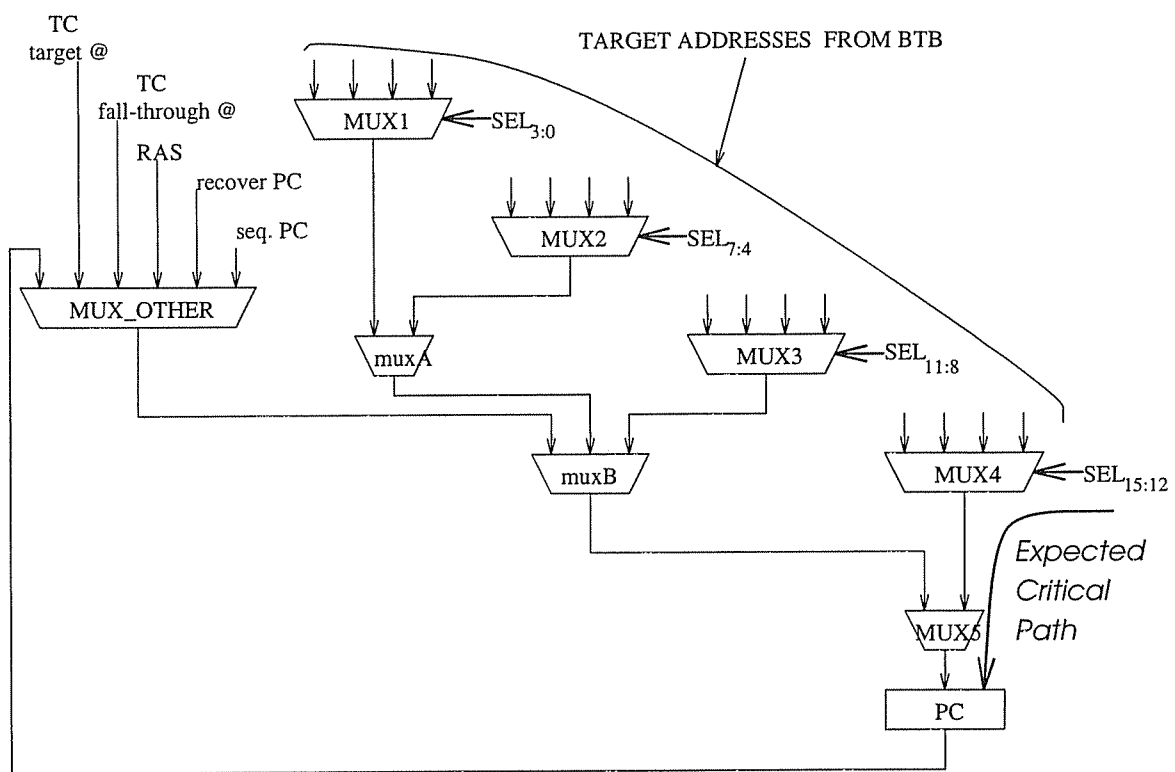 TC
target @
TARGET ADDRESSES FROM BTB
TC
fall-through @
MUX1
SEL3:0
RAS
recover PC
seq. PC
MUX2
SEL7:4
MUX_OTHER
muxA
MUX3
SEL11:8
muxB
MUX4
SEL15:12
Expected
Critical
Path
MUX5
PC